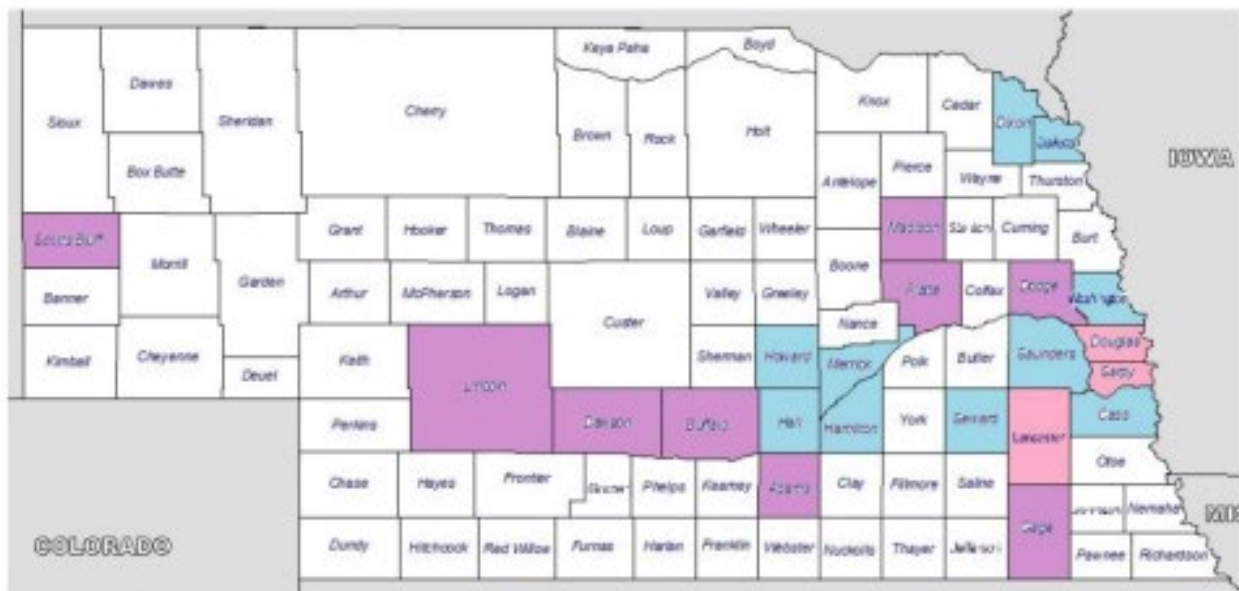 Keya Paha
Boyd
Dawes
Sioux
Sheridan
Cherry
Knox
Cedar
Dixon
Brown
Rock
Holt
Dakota
IOWA
Box Butte
Antelope
Pierce
Wayne
Thurston
Scotts Bluff
Grant
Hooker
Thomas
Blaine
Loup
Garfield
Wheeler
Madison
Stanton
Cuming
Burt
Morrill
Garden
Boone
Banner
Arthur
McPherson
Logan
Valley
Greeley
Platte
Colfax
Dodge
Washington
Custer
Nance
Kimball
Cheyenne
Deuel
Keith
Lincoln
Sherman
Howard
Merrick
Polk
Butler
Saunders
Douglas
Sarpy
Perkins
Dawson
Buffalo
Hall
Hamilton
York
Seward
Lancaster
Cass
Otoe
Chase
Hayes
Frontier
Phelps
Kearney
Adams
Clay
Fillmore
Saline
Gage
Nemaha
MIS
COLORADO
Dundy
Hitchcock
Red Willow
Furnas
Harlan
Franklin
Webster
Nuckolls
Thayer
Jefferson
Pawnee
Richardson